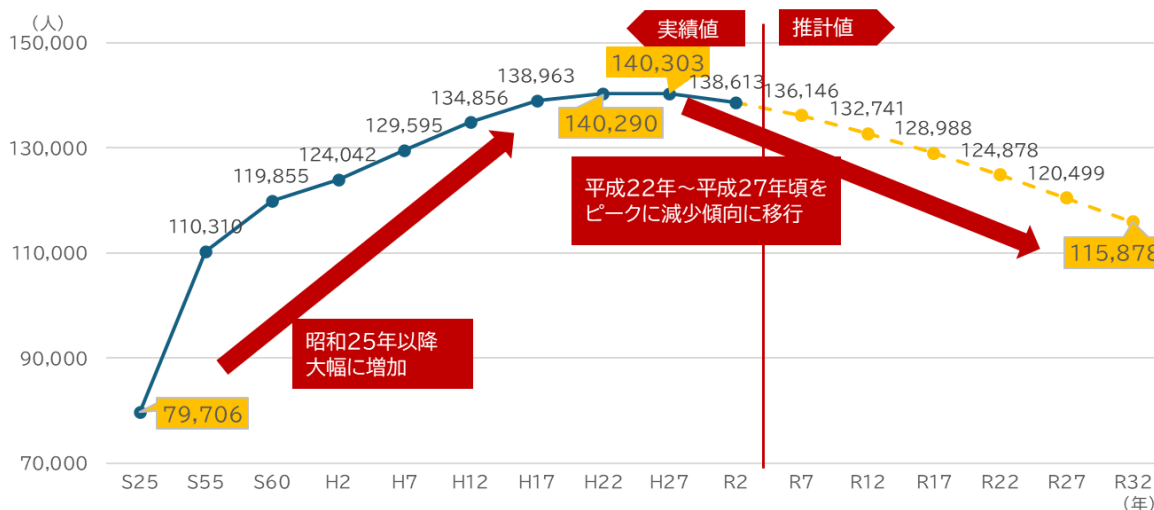 （人）
実績値
推計値
150,000
130,000
110,000
90,000
70,000
79,706
110,310
119,855
124,042
129,595
134,856
138,963
140,290
140,303
138,613
136,146
132,741
128,988
124,878
120,499
115,878
昭和25年以降
大幅に増加
平成22年～平成27年頃を
ピークに減少傾向に移行
S25 S55 S60 H2 H7 H12 H17 H22 H27 R2 R7 R12 R17 R22 R27 R32
（年）